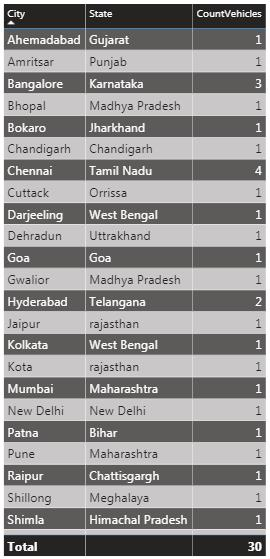 City State CountVehicles
Ahemadabad Gujarat 1
Amritsar Punjab 1
Bangalore Karnataka 3
Bhopal Madhya Pradesh 1
Bokaro Jharkhand 1
Chandigarh Chandigarh 1
Chennai Tamil Nadu 4
Cuttack Orrissa 1
Darjeeling West Bengal 1
Dehradun Uttrakhand 1
Goa Goa 1
Gwalior Madhya Pradesh 1
Hyderabad Telangana 2
Jaipur rajasthan 1
Kolkata West Bengal 1
Kota rajasthan 1
Mumbai Maharashtra 1
New Delhi New Delhi 1
Patna Bihar 1
Pune Maharashtra 1
Raipur Chattisgargh 1
Shillong Meghalaya 1
Shimla Himachal Pradesh 1
Total 30